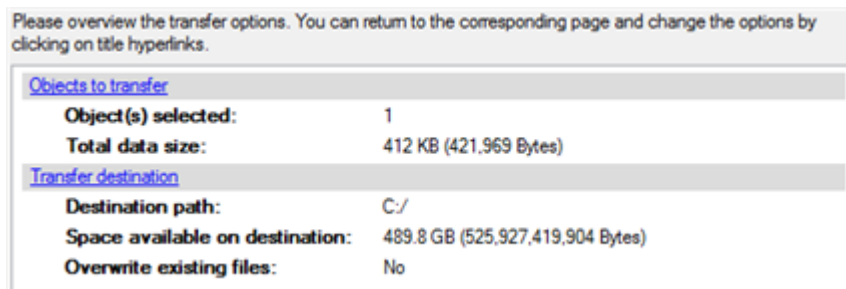 Please overview the transfer options. You can return to the corresponding page and change the options by
clicking on title hyperlinks.
Objects to transfer
Object(s) selected: 1
Total data size: 412 KB (421,969 Bytes)
Transfer destination
Destination path: C:/
Space available on destination: 489.8 GB (525,927,419,904 Bytes)
Overwrite existing files: No